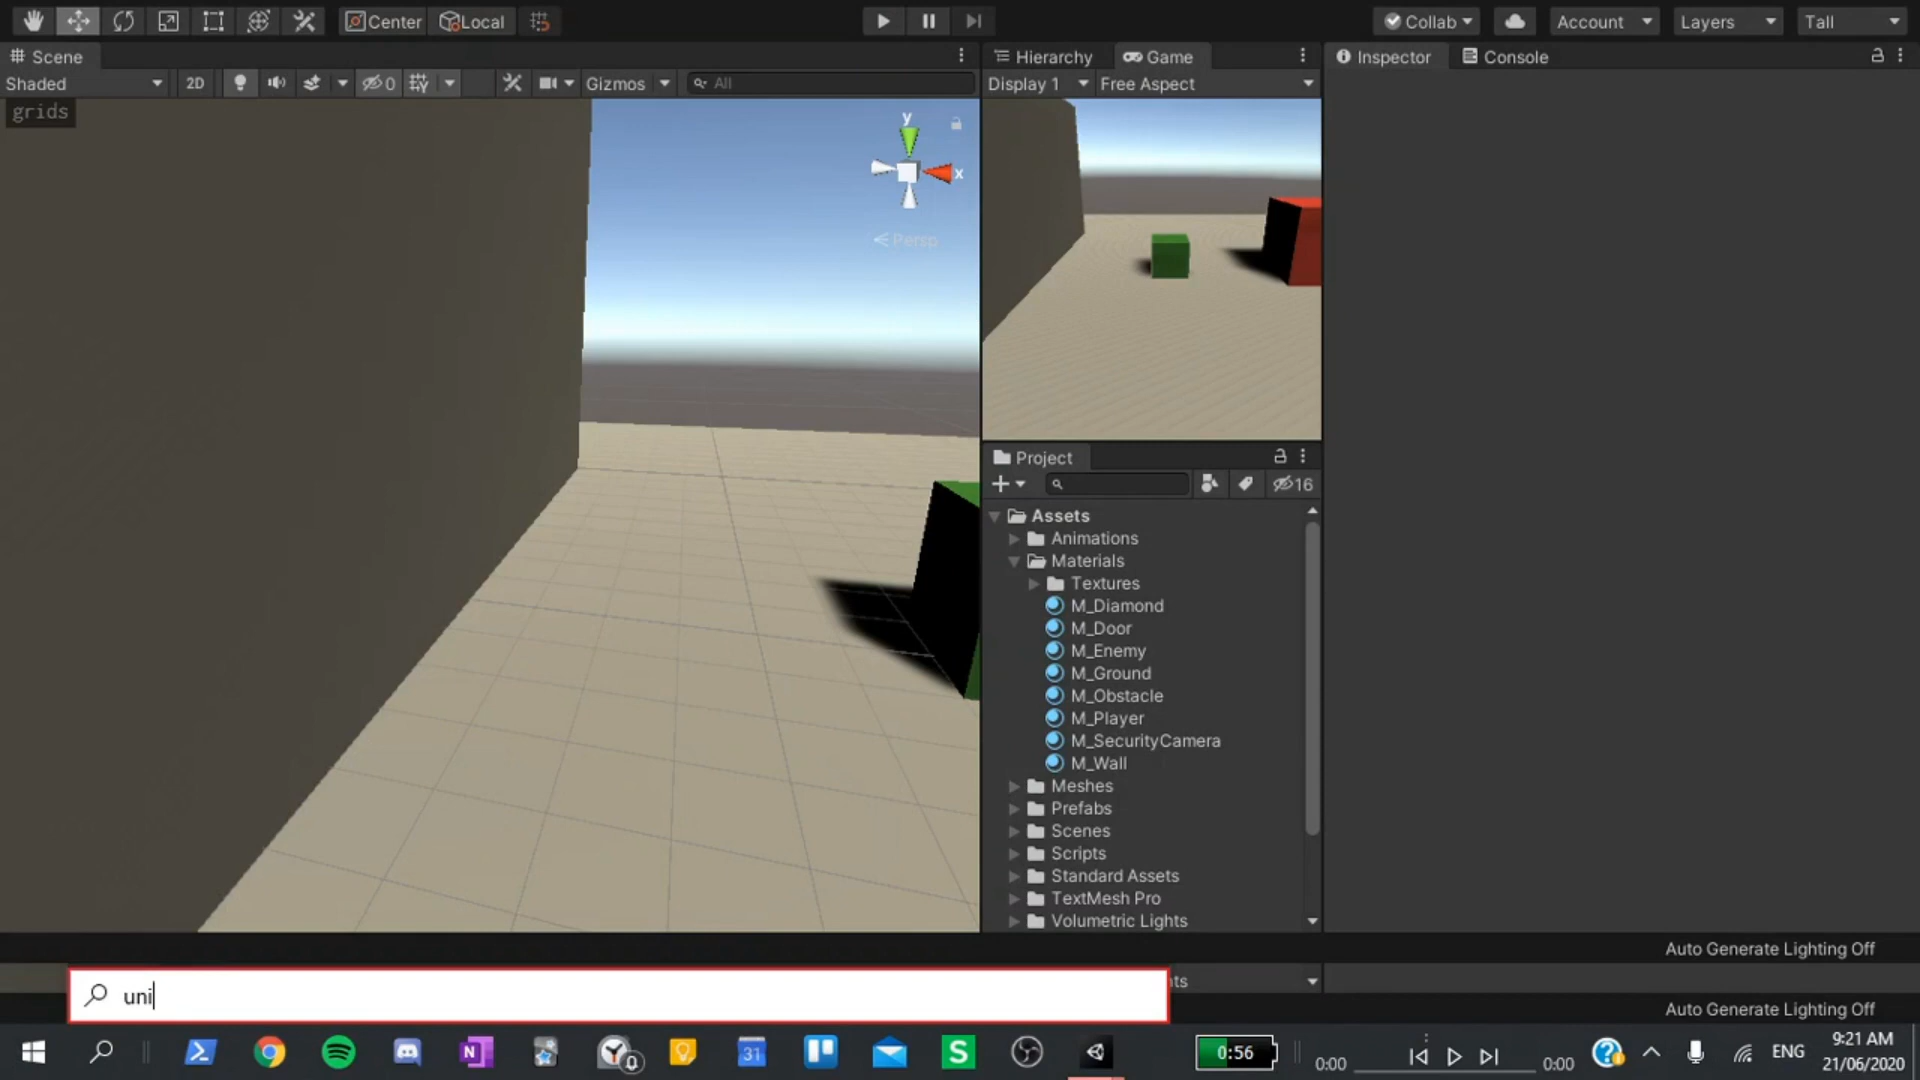 Center Local Collab Account Layers Tall
Scene Hierarchy Game Inspector Console
Shaded 2D 0 Gizmos All Display 1 Free Aspect
grids
y
x
Persp
Project
16
Assets
Animations
Materials
Textures
M_Diamond
M_Door
M_Enemy
M_Ground
M_Obstacle
M_Player
M_SecurityCamera
M_Wall
Meshes
Prefabs
Scenes
Scripts
Standard Assets
TextMesh Pro
Volumetric Lights
Auto Generate Lighting Off
uni
Auto Generate Lighting Off
N 0 31 S 0:56 0:00 0:00 ENG 9:21 AM
21/06/2020